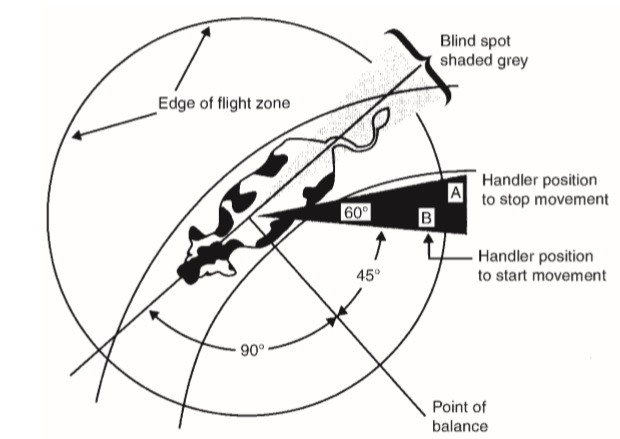 Blind spot
shaded grey
Edge of flight zone
Handler position
to stop movement
A
60°
B
Handler position
to start movement
45°
90°
Point of
balance